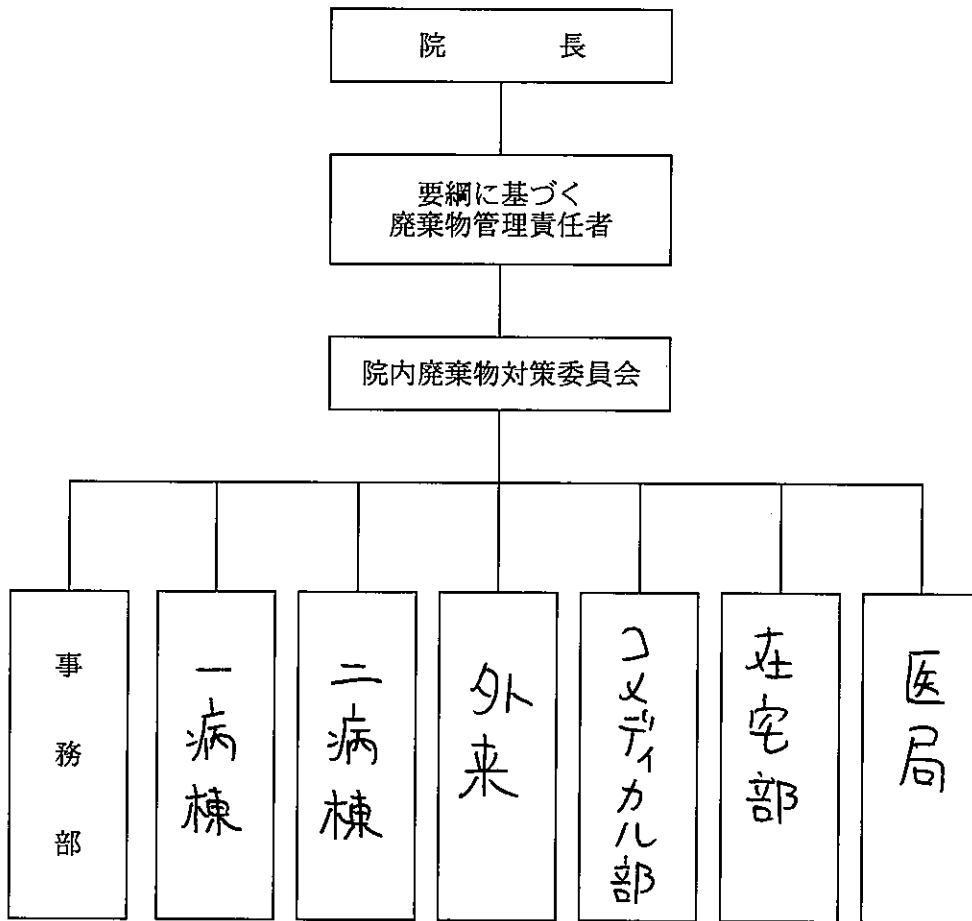 院　長
要綱に基づく
廃棄物管理責任者
院内廃棄物対策委員会
事務部
一病棟
二病棟
外来
コメディカル部
在宅部
医局